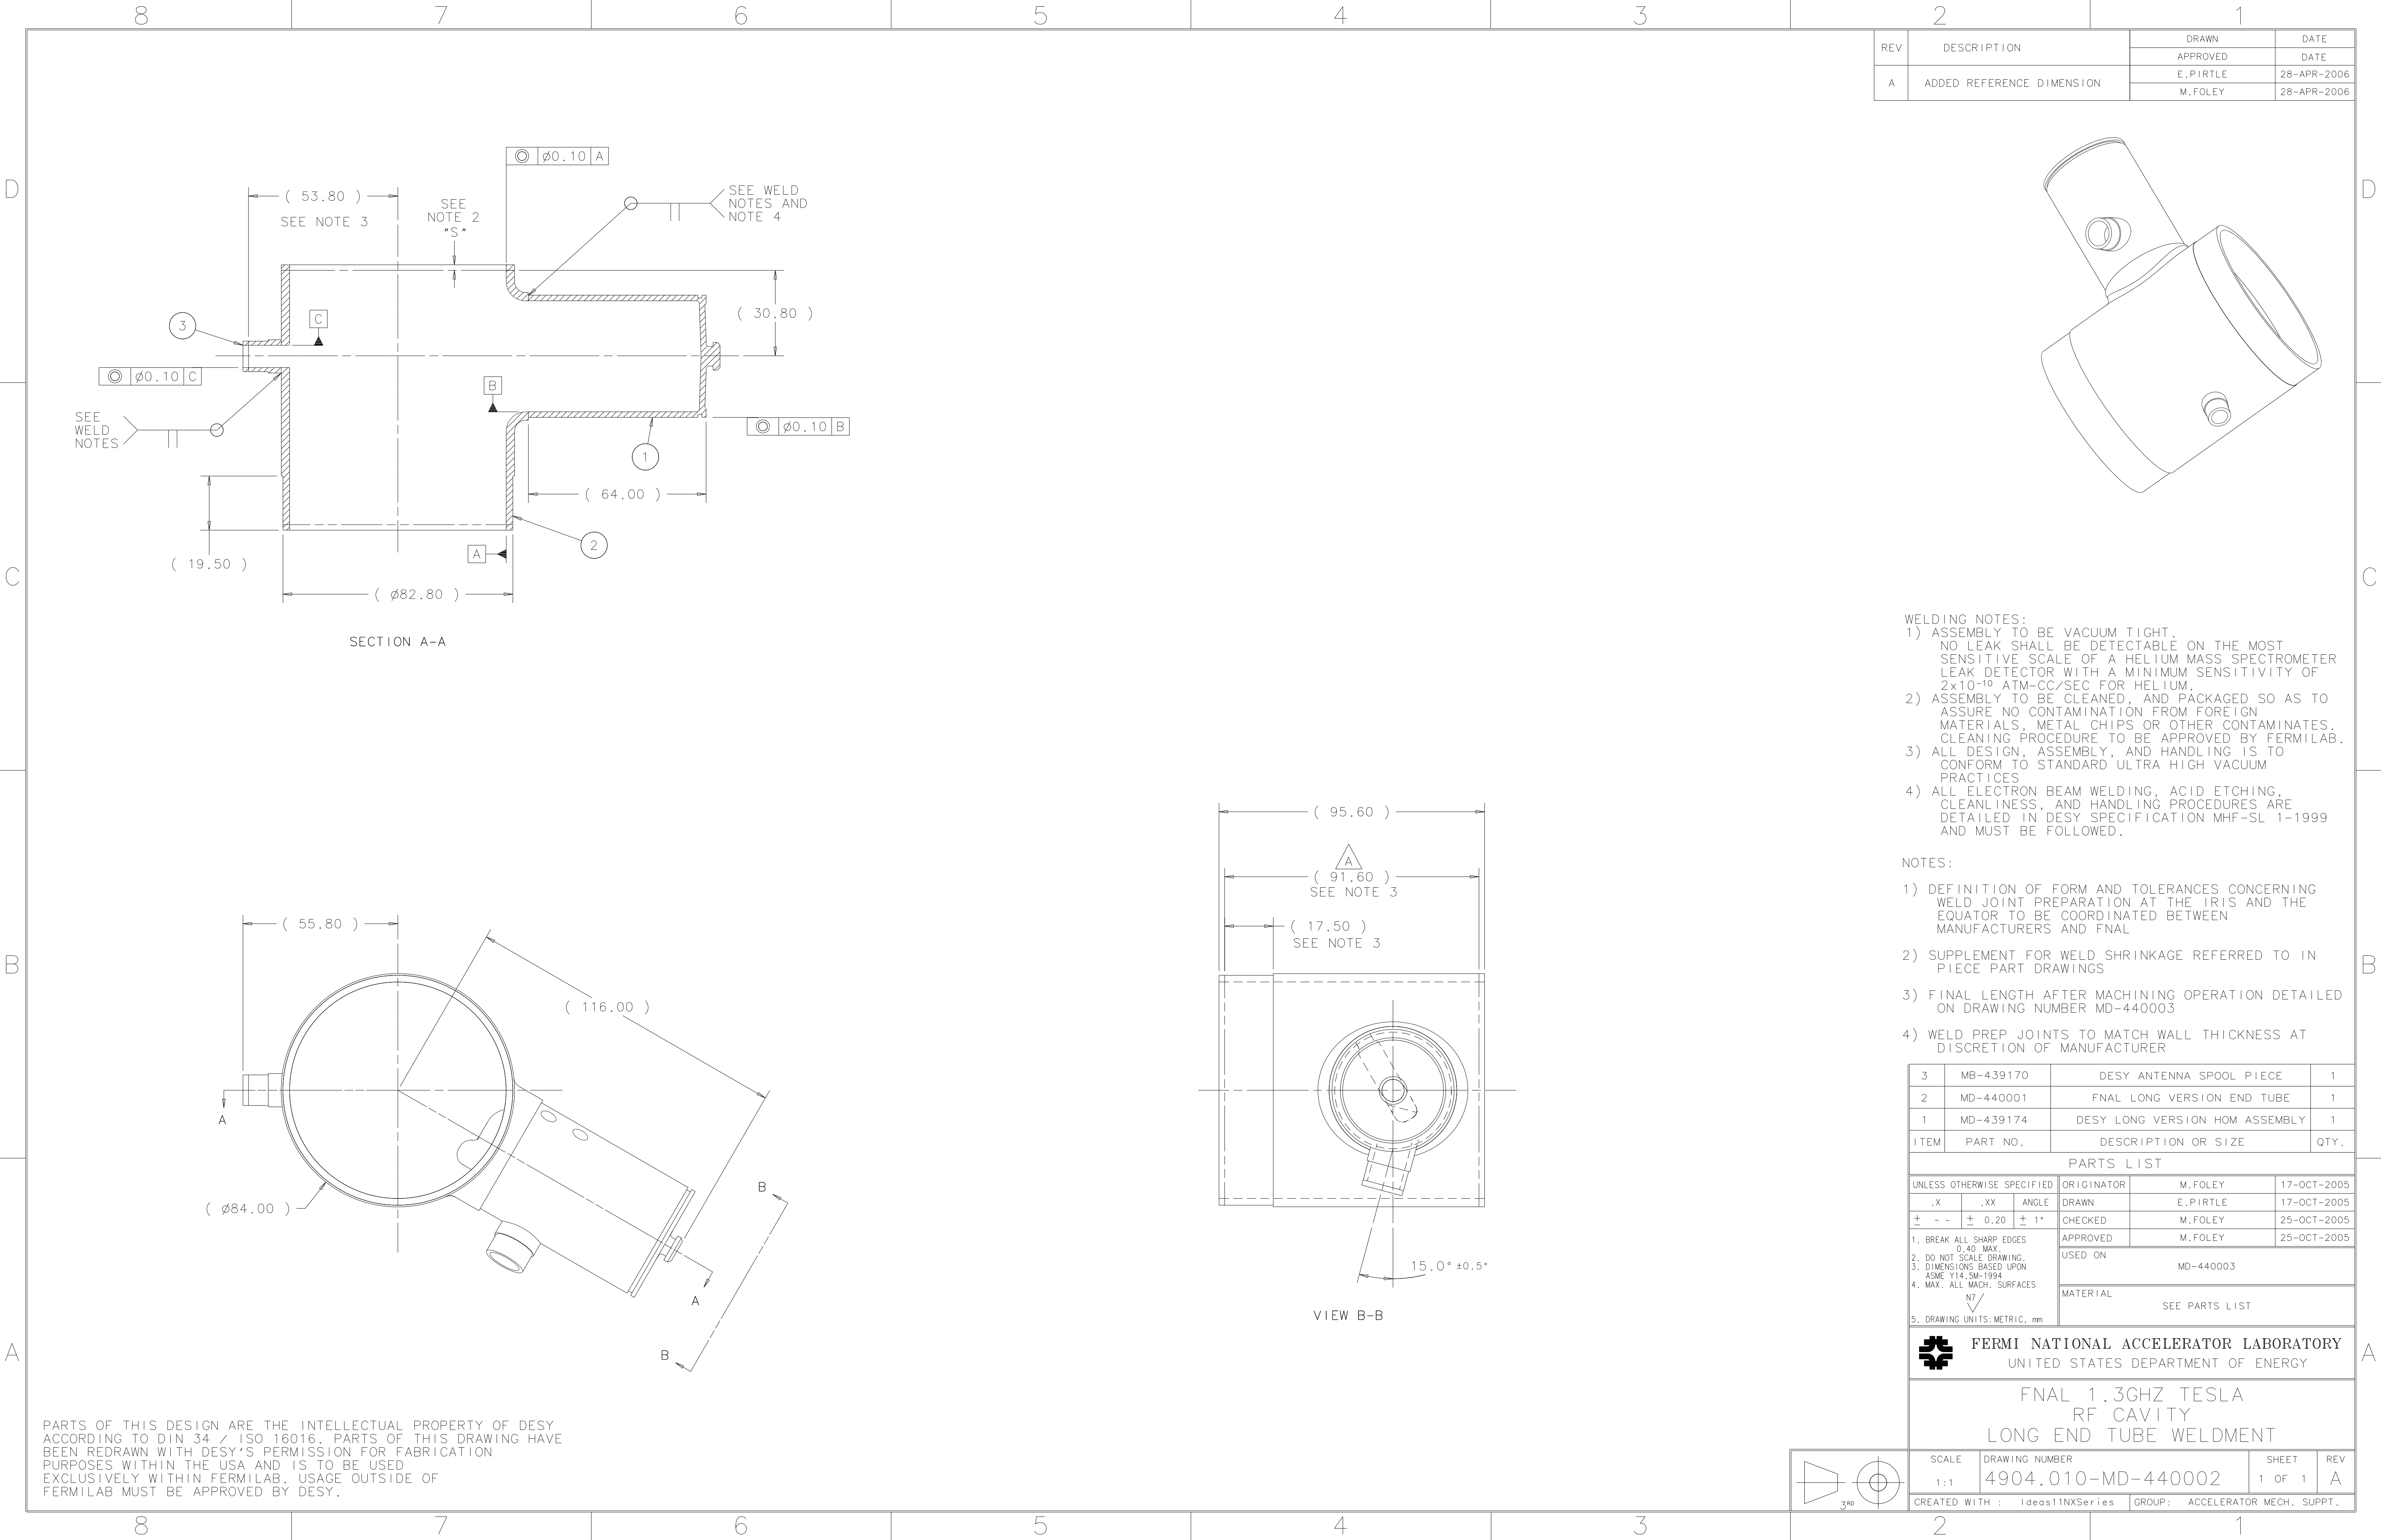 8 7 6 5 4 3 2 1
REV DESCRIPTION DRAWN DATE
APPROVED DATE
A ADDED REFERENCE DIMENSION E.PIRTLE 28-APR-2006
M.FOLEY 28-APR-2006
D D
C C
B B
A A
⌀0.10 A
( 53.80 )
SEE NOTE 3
SEE
NOTE 2
"S"
SEE WELD
NOTES AND
NOTE 4
( 30.80 )
3
C
⌀0.10 C
B
SEE
WELD
NOTES
⌀0.10 B
1
( 64.00 )
2
A
( 19.50 )
( ⌀82.80 )
SECTION A-A
( 55.80 )
( 116.00 )
A
( ⌀84.00 )
B
A
B
( 95.60 )
A
( 91.60 )
SEE NOTE 3
( 17.50 )
SEE NOTE 3
15.0° ±0.5°
VIEW B-B
WELDING NOTES:
1) ASSEMBLY TO BE VACUUM TIGHT.
NO LEAK SHALL BE DETECTABLE ON THE MOST
SENSITIVE SCALE OF A HELIUM MASS SPECTROMETER
LEAK DETECTOR WITH A MINIMUM SENSITIVITY OF
2x10⁻¹⁰ ATM-CC/SEC FOR HELIUM.
2) ASSEMBLY TO BE CLEANED, AND PACKAGED SO AS TO
ASSURE NO CONTAMINATION FROM FOREIGN
MATERIALS, METAL CHIPS OR OTHER CONTAMINATES.
CLEANING PROCEDURE TO BE APPROVED BY FERMILAB.
3) ALL DESIGN, ASSEMBLY, AND HANDLING IS TO
CONFORM TO STANDARD ULTRA HIGH VACUUM
PRACTICES
4) ALL ELECTRON BEAM WELDING, ACID ETCHING,
CLEANLINESS, AND HANDLING PROCEDURES ARE
DETAILED IN DESY SPECIFICATION MHF-SL 1-1999
AND MUST BE FOLLOWED.
NOTES:
1) DEFINITION OF FORM AND TOLERANCES CONCERNING
WELD JOINT PREPARATION AT THE IRIS AND THE
EQUATOR TO BE COORDINATED BETWEEN
MANUFACTURERS AND FNAL
2) SUPPLEMENT FOR WELD SHRINKAGE REFERRED TO IN
PIECE PART DRAWINGS
3) FINAL LENGTH AFTER MACHINING OPERATION DETAILED
ON DRAWING NUMBER MD-440003
4) WELD PREP JOINTS TO MATCH WALL THICKNESS AT
DISCRETION OF MANUFACTURER
3 MB-439170 DESY ANTENNA SPOOL PIECE 1
2 MD-440001 FNAL LONG VERSION END TUBE 1
1 MD-439174 DESY LONG VERSION HOM ASSEMBLY 1
ITEM PART NO. DESCRIPTION OR SIZE QTY.
PARTS LIST
UNLESS OTHERWISE SPECIFIED ORIGINATOR M.FOLEY 17-OCT-2005
.X .XX ANGLE DRAWN E.PIRTLE 17-OCT-2005
± -- ± 0.20 ± 1° CHECKED M.FOLEY 25-OCT-2005
APPROVED M.FOLEY 25-OCT-2005
1. BREAK ALL SHARP EDGES
0.40 MAX.
2. DO NOT SCALE DRAWING.
3. DIMENSIONS BASED UPON
ASME Y14.5M-1994
4. MAX. ALL MACH. SURFACES
N7
5. DRAWING UNITS: METRIC, mm
USED ON
MD-440003
MATERIAL
SEE PARTS LIST
FERMI NATIONAL ACCELERATOR LABORATORY
UNITED STATES DEPARTMENT OF ENERGY
FNAL 1.3GHZ TESLA
RF CAVITY
LONG END TUBE WELDMENT
SCALE DRAWING NUMBER SHEET REV
1:1 4904.010-MD-440002 1 OF 1 A
3RD
CREATED WITH : Ideas11NXSeries GROUP: ACCELERATOR MECH. SUPPT.
PARTS OF THIS DESIGN ARE THE INTELLECTUAL PROPERTY OF DESY
ACCORDING TO DIN 34 / ISO 16016. PARTS OF THIS DRAWING HAVE
BEEN REDRAWN WITH DESY'S PERMISSION FOR FABRICATION
PURPOSES WITHIN THE USA AND IS TO BE USED
EXCLUSIVELY WITHIN FERMILAB. USAGE OUTSIDE OF
FERMILAB MUST BE APPROVED BY DESY.
8 7 6 5 4 3 2 1